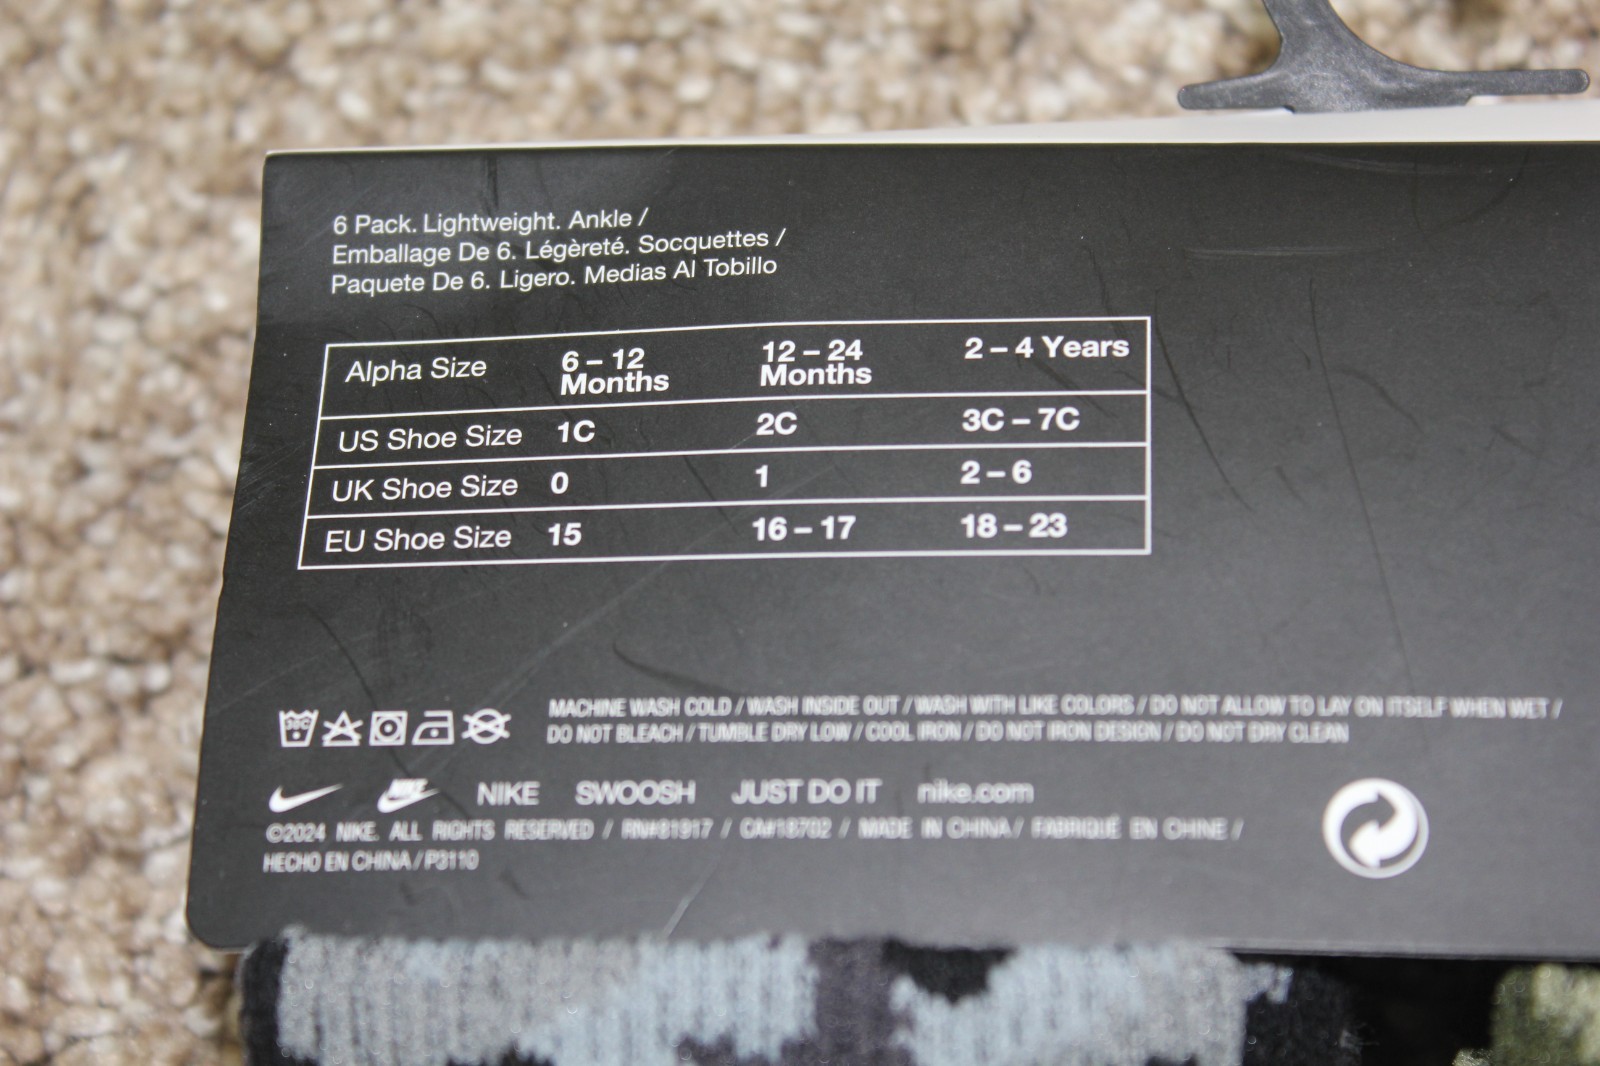 6 Pack. Lightweight. Ankle /
Emballage De 6. Légèreté. Socquettes /
Paquete De 6. Ligero. Medias Al Tobillo
Alpha Size 6 – 12 Months 12 – 24 Months 2 – 4 Years
US Shoe Size 1C 2C 3C – 7C
UK Shoe Size 0 1 2 – 6
EU Shoe Size 15 16 – 17 18 – 23
MACHINE WASH COLD / WASH INSIDE OUT / WASH WITH LIKE COLORS / DO NOT ALLOW TO LAY ON ITSELF WHEN WET /
DO NOT BLEACH / TUMBLE DRY LOW / COOL IRON / DO NOT IRON DESIGN / DO NOT DRY CLEAN
NIKE NIKE SWOOSH JUST DO IT nike.com
©2024 NIKE. ALL RIGHTS RESERVED / RN#81917 / CA#18702 / MADE IN CHINA / FABRIQUÉ EN CHINE /
HECHO EN CHINA / P3110